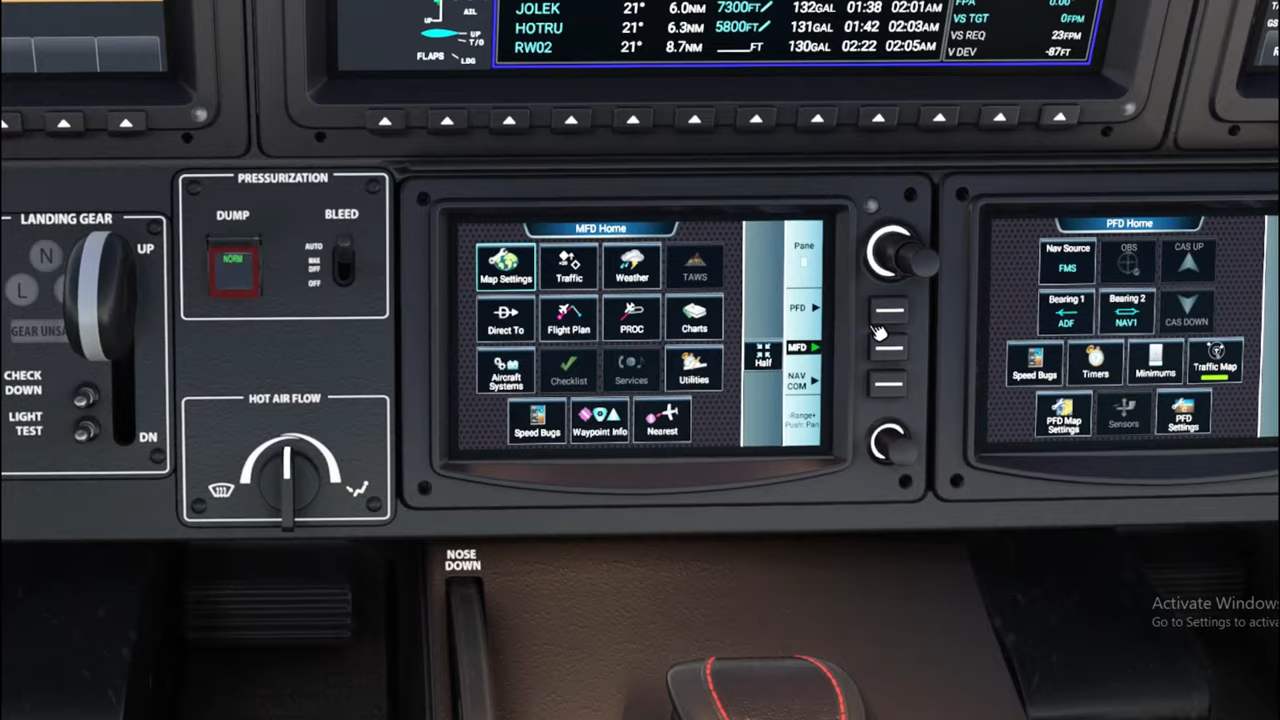 AIL
UP
UP
T/O
FLAPS
LDG
JOLEK 21° 6.0NM 7300FT 132GAL 01:38 02:01AM
HOTRU 21° 6.3NM 5800FT 131GAL 01:42 02:03AM
RW02 21° 8.7NM ____FT 130GAL 02:22 02:05AM
FPA 0.00°
VS TGT 0FPM
VS REQ 23FPM
V DEV -87FT
LANDING GEAR
UP
N
L
GEAR UNSA
CHECK
DOWN
LIGHT
TEST
DN
PRESSURIZATION
DUMP
NORM
BLEED
AUTO
MAX
DIFF
OFF
HOT AIR FLOW
MFD Home
Map Settings
Traffic
Weather
TAWS
Direct To
Flight Plan
PROC
Charts
Aircraft
Systems
Checklist
Services
Utilities
Speed Bugs
Waypoint Info
Nearest
Half
Pane
PFD
MFD
NAV
COM
-Range+
Push: Pan
PFD Home
Nav Source
FMS
OBS
CAS UP
Bearing 1
ADF
Bearing 2
NAV1
CAS DOWN
Speed Bugs
Timers
Minimums
Traffic Map
PFD Map
Settings
Sensors
PFD
Settings
NOSE
DOWN
Activate Windows
Go to Settings to activa